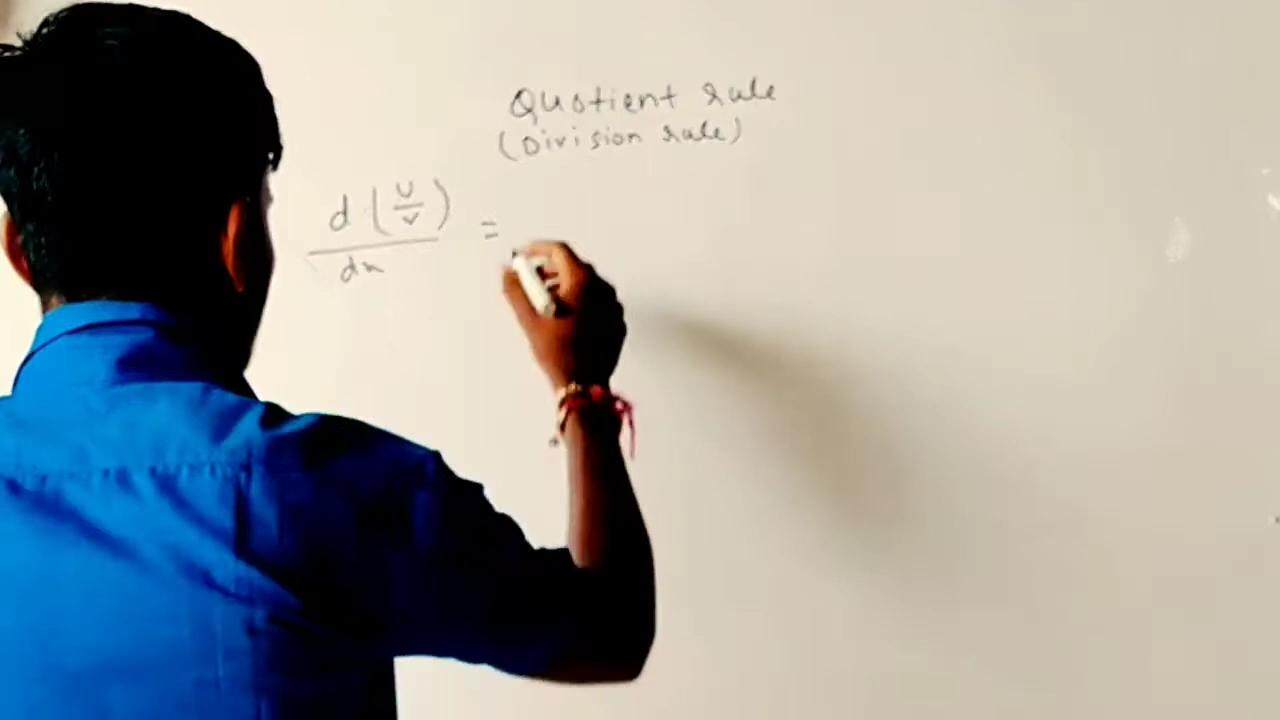 Quotient rule
(Division rule)
d (u/v) / dx =